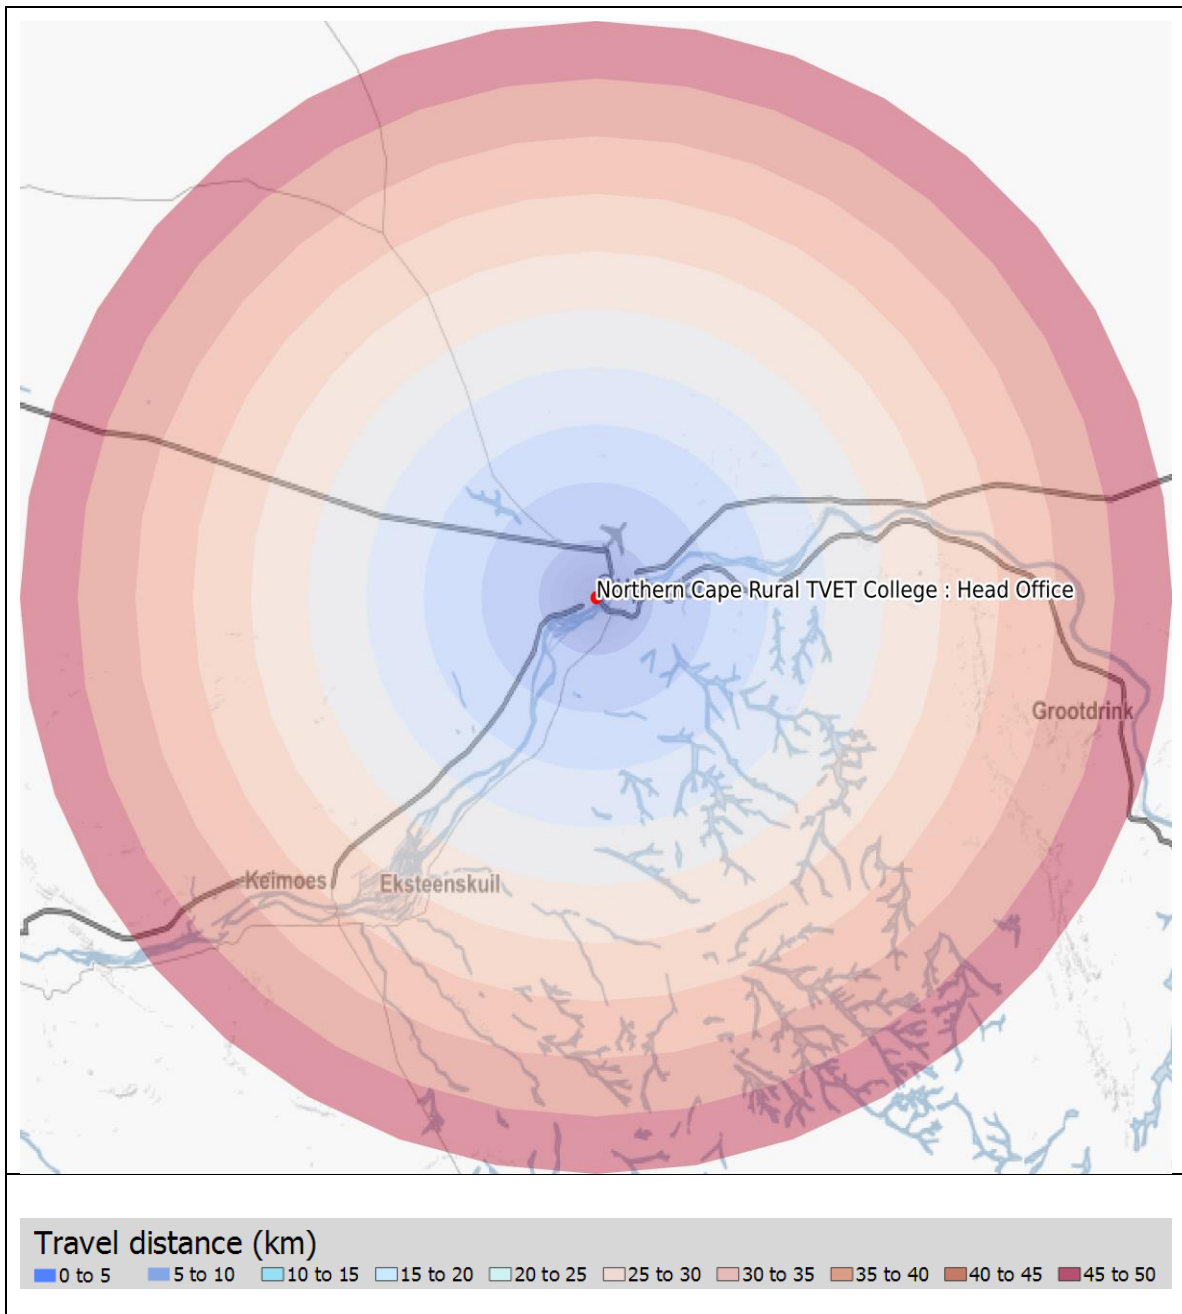 Northern Cape Rural TVET College : Head Office
Grootdrink
Keimoes
Eksteenskuil
Travel distance (km)
0 to 5 5 to 10 10 to 15 15 to 20 20 to 25 25 to 30 30 to 35 35 to 40 40 to 45 45 to 50